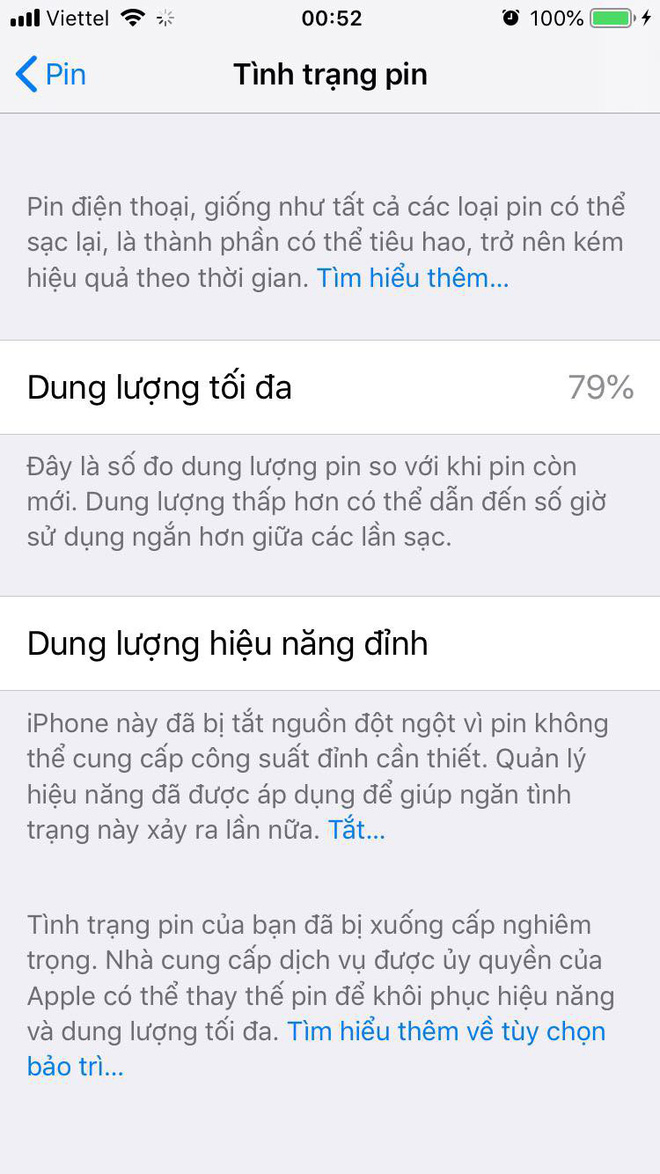 Viettel 00:52 100%
Pin Tình trạng pin
Pin điện thoại, giống như tất cả các loại pin có thể
sạc lại, là thành phần có thể tiêu hao, trở nên kém
hiệu quả theo thời gian. Tìm hiểu thêm...
Dung lượng tối đa 79%
Đây là số đo dung lượng pin so với khi pin còn
mới. Dung lượng thấp hơn có thể dẫn đến số giờ
sử dụng ngắn hơn giữa các lần sạc.
Dung lượng hiệu năng đỉnh
iPhone này đã bị tắt nguồn đột ngột vì pin không
thể cung cấp công suất đỉnh cần thiết. Quản lý
hiệu năng đã được áp dụng để giúp ngăn tình
trạng này xảy ra lần nữa. Tắt...
Tình trạng pin của bạn đã bị xuống cấp nghiêm
trọng. Nhà cung cấp dịch vụ được ủy quyền của
Apple có thể thay thế pin để khôi phục hiệu năng
và dung lượng tối đa. Tìm hiểu thêm về tùy chọn
bảo trì...